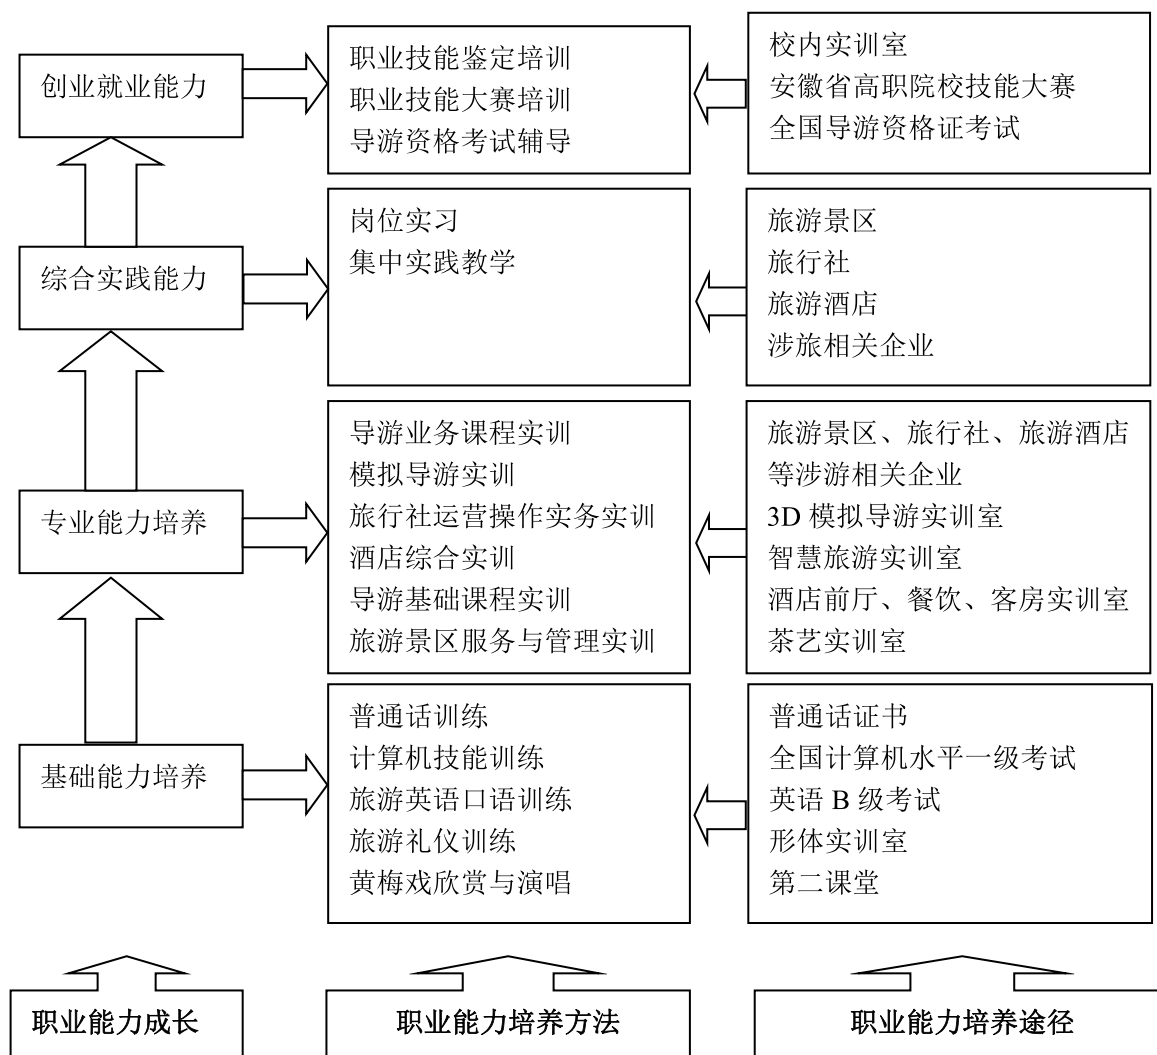 创业就业能力
职业技能鉴定培训
职业技能大赛培训
导游资格考试辅导
校内实训室
安徽省高职院校技能大赛
全国导游资格证考试
综合实践能力
岗位实习
集中实践教学
旅游景区
旅行社
旅游酒店
涉旅相关企业
专业能力培养
导游业务课程实训
模拟导游实训
旅行社运营操作实务实训
酒店综合实训
导游基础课程实训
旅游景区服务与管理实训
旅游景区、旅行社、旅游酒店
等涉游相关企业
3D 模拟导游实训室
智慧旅游实训室
酒店前厅、餐饮、客房实训室
茶艺实训室
基础能力培养
普通话训练
计算机技能训练
旅游英语口语训练
旅游礼仪训练
黄梅戏欣赏与演唱
普通话证书
全国计算机水平一级考试
英语 B 级考试
形体实训室
第二课堂
职业能力成长
职业能力培养方法
职业能力培养途径